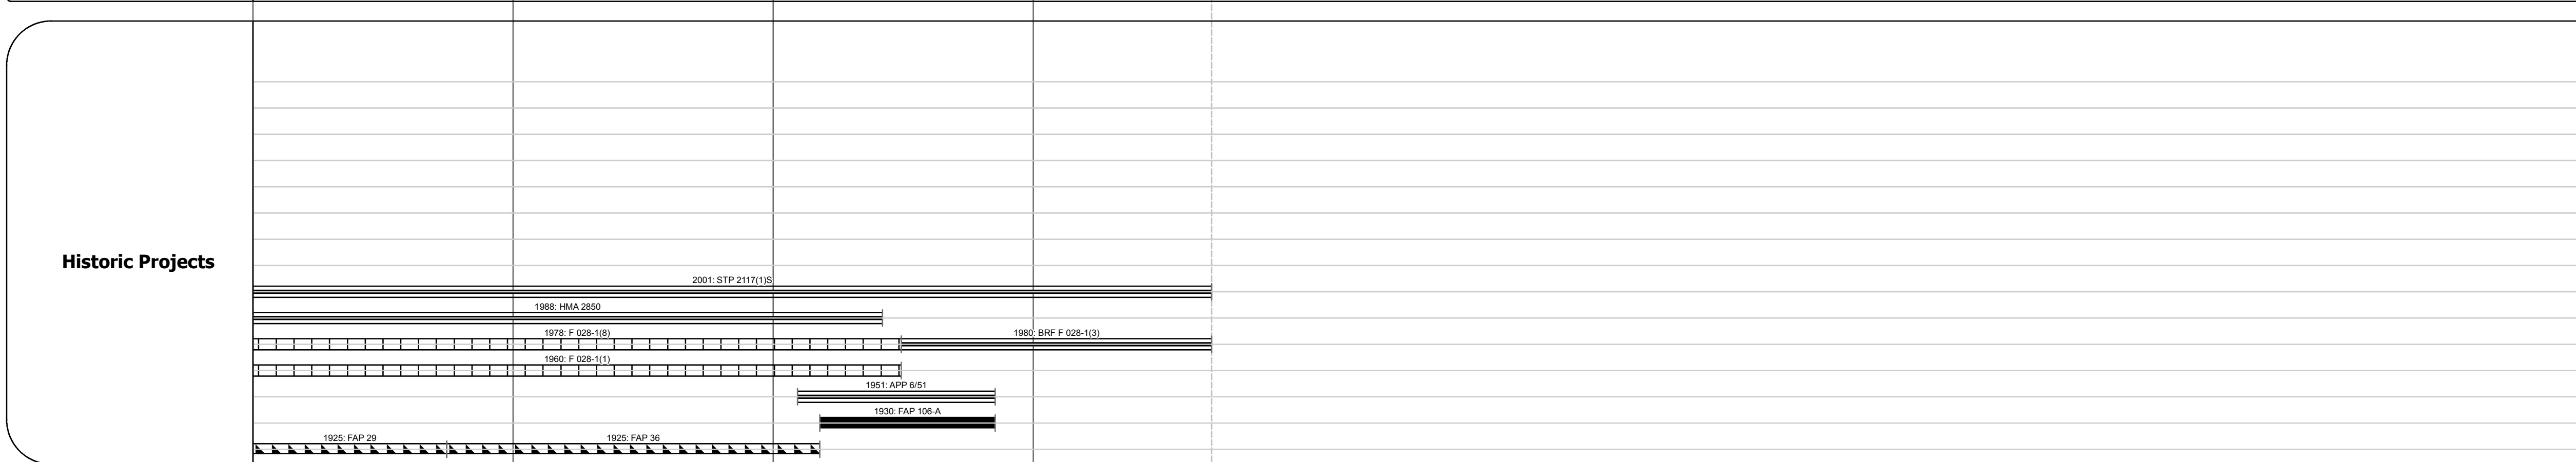 Historic Projects
2001: STP 2117(1)S
1988: HMA 2850
1978: F 028-1(8)
1980: BRF F 028-1(3)
1960: F 028-1(1)
1951: APP 6/51
1930: FAP 106-A
1925: FAP 29
1925: FAP 36